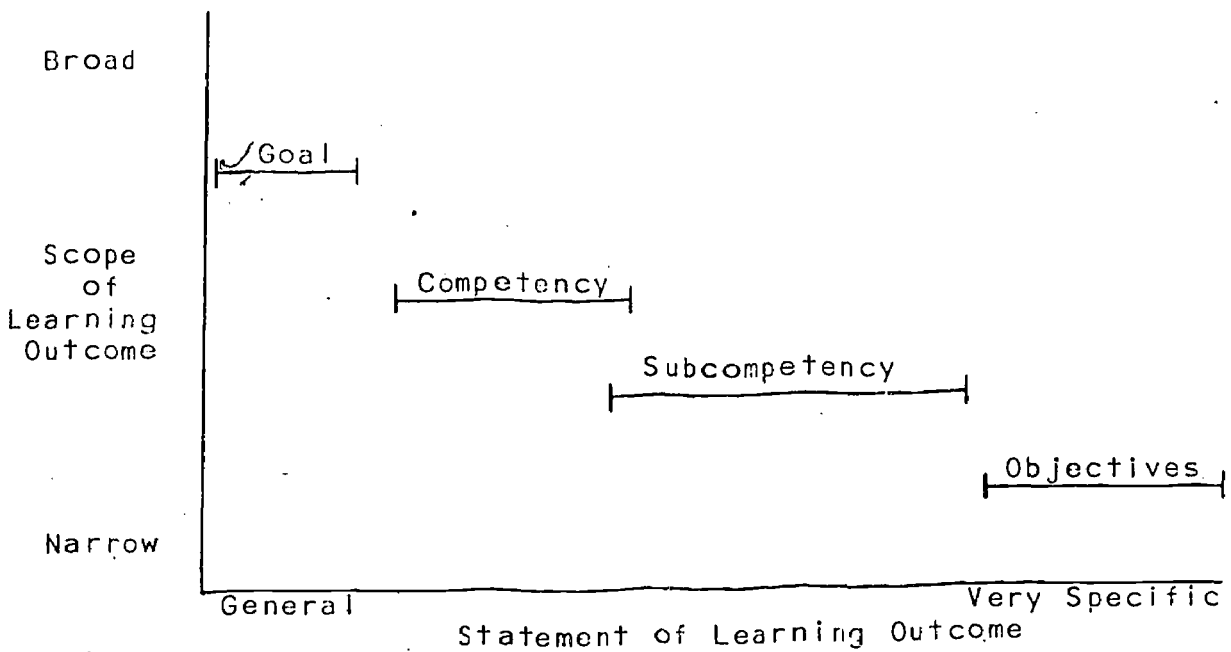 Broad
Goal
Scope
of
Learning
Outcome
Competency
Subcompetency
Objectives
Narrow
General
Very Specific
Statement of Learning Outcome